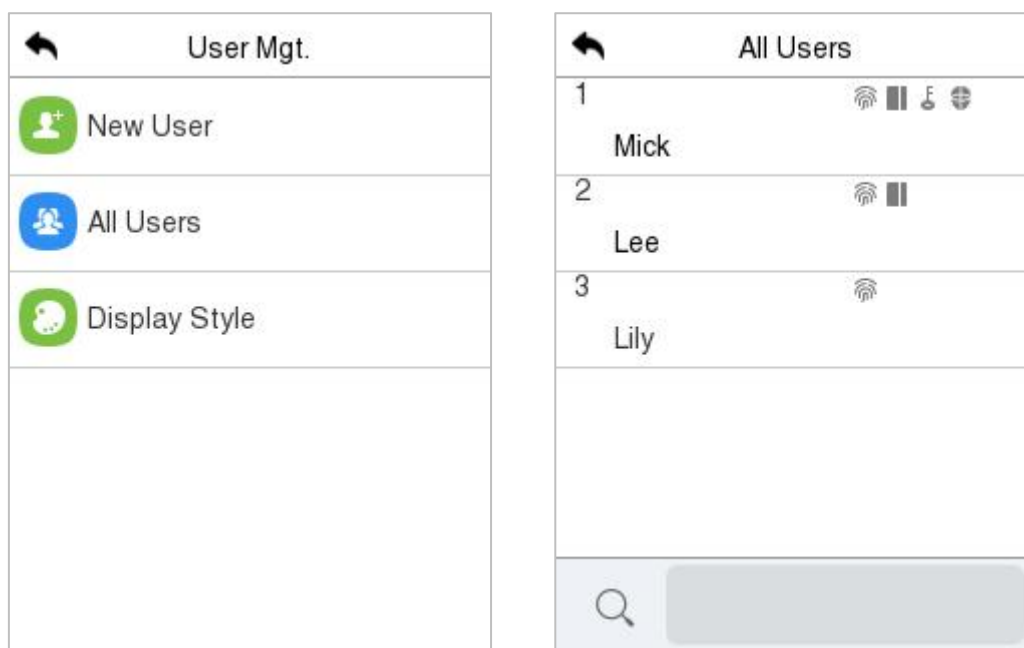 User Mgt.
New User
All Users
Display Style
All Users
1
Mick
2
Lee
3
Lily